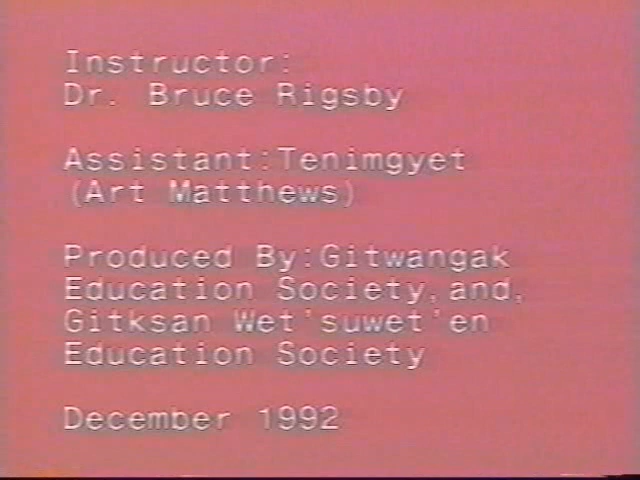 Instructor:
Dr. Bruce Rigsby
Assistant:Tenimgyet
(Art Matthews)
Produced By:Gitwangak
Education Society,and,
Gitksan Wet'suwet'en
Education Society
December 1992